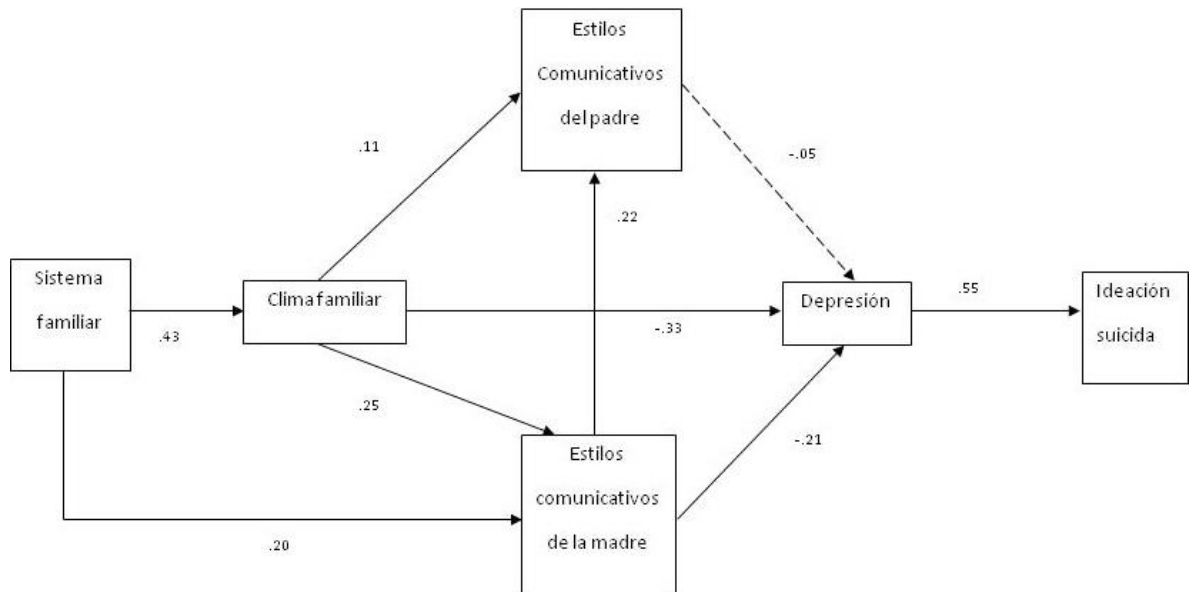 Estilos
Comunicativos
del padre
.11
-.05
.22
Sistema
familiar
.43
Clima familiar
-.33
Depresión
.55
Ideación
suicida
.25
-.21
Estilos
comunicativos
de la madre
.20